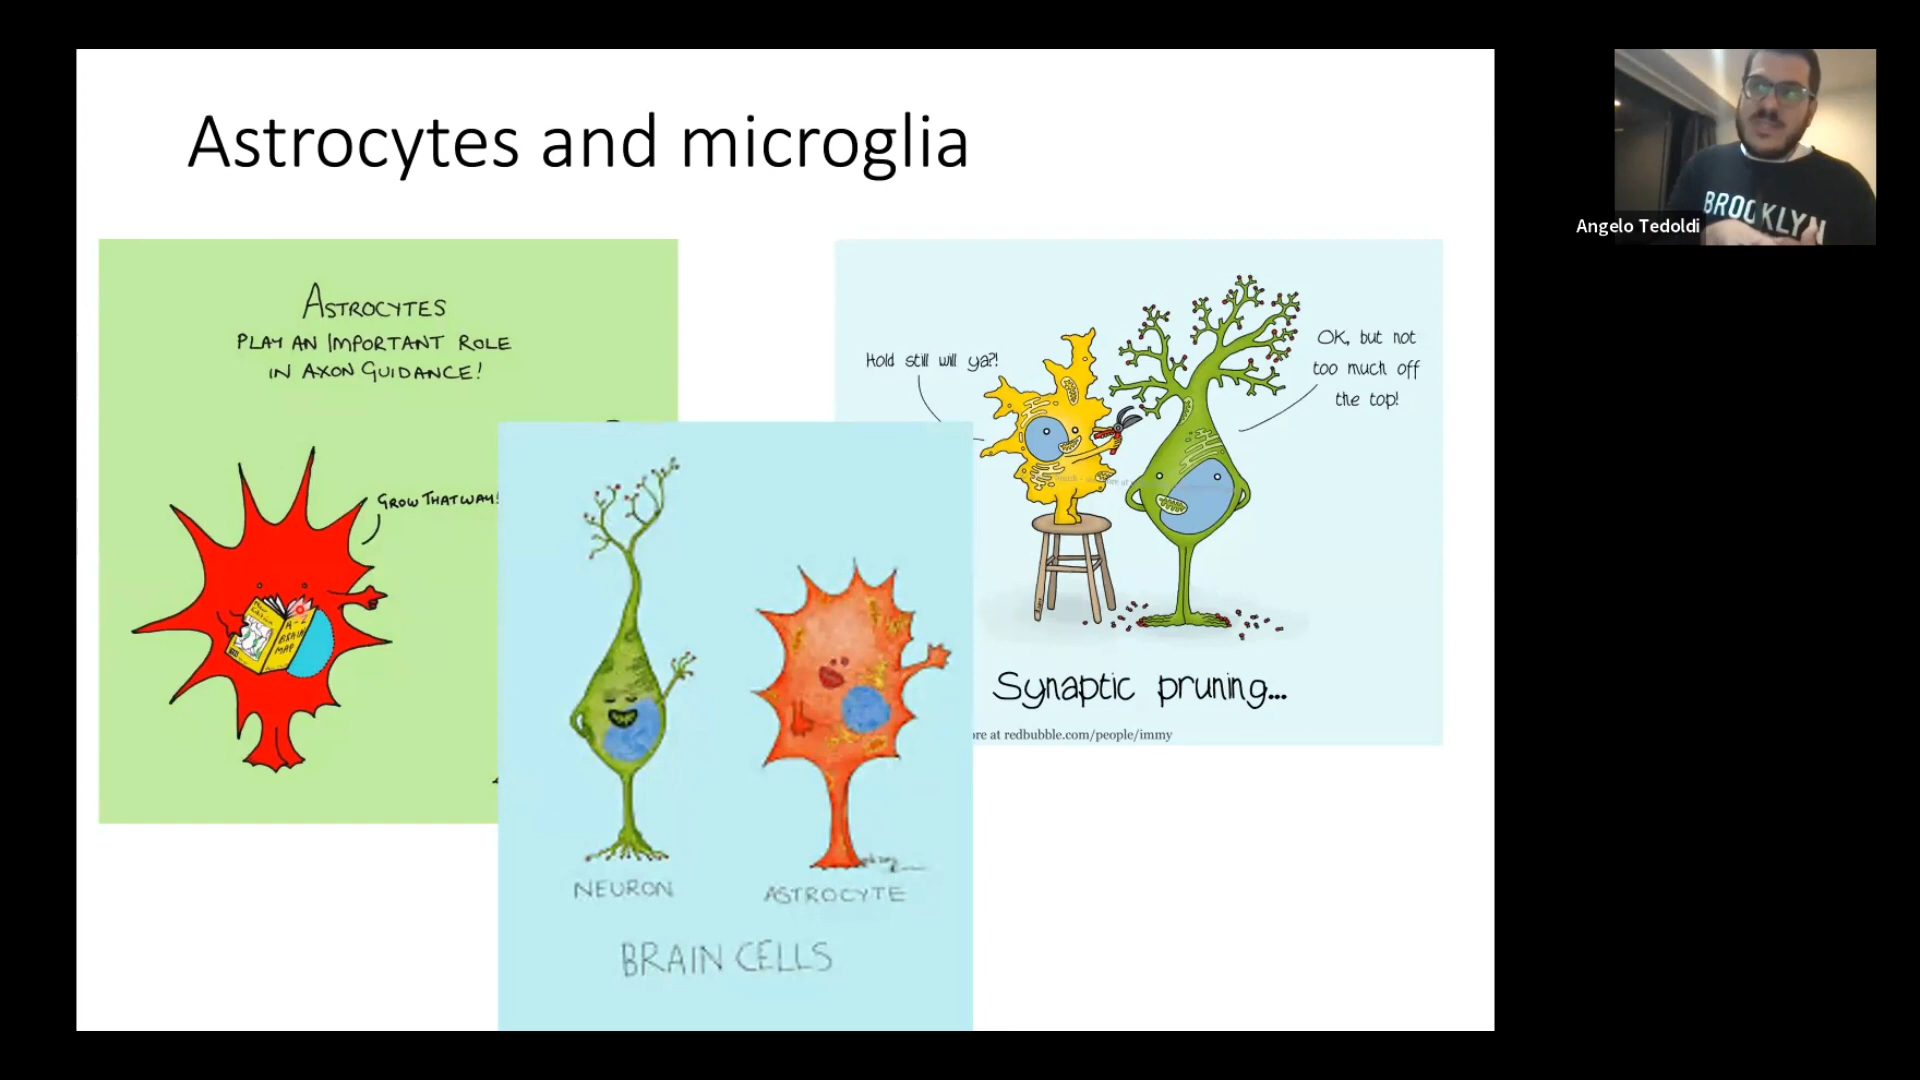 Astrocytes and microglia
ASTROCYTES
PLAY AN IMPORTANT ROLE
IN AXON GUIDANCE!
GROW THAT WAY!
A-Z
BRAIN
MAP
NEURON
ASTROCYTE
BRAIN CELLS
Hold still will ya?!
OK, but not
too much off
the top!
Synaptic pruning...
ore at redbubble.com/people/immy
BROOKLYN
Angelo Tedoldi